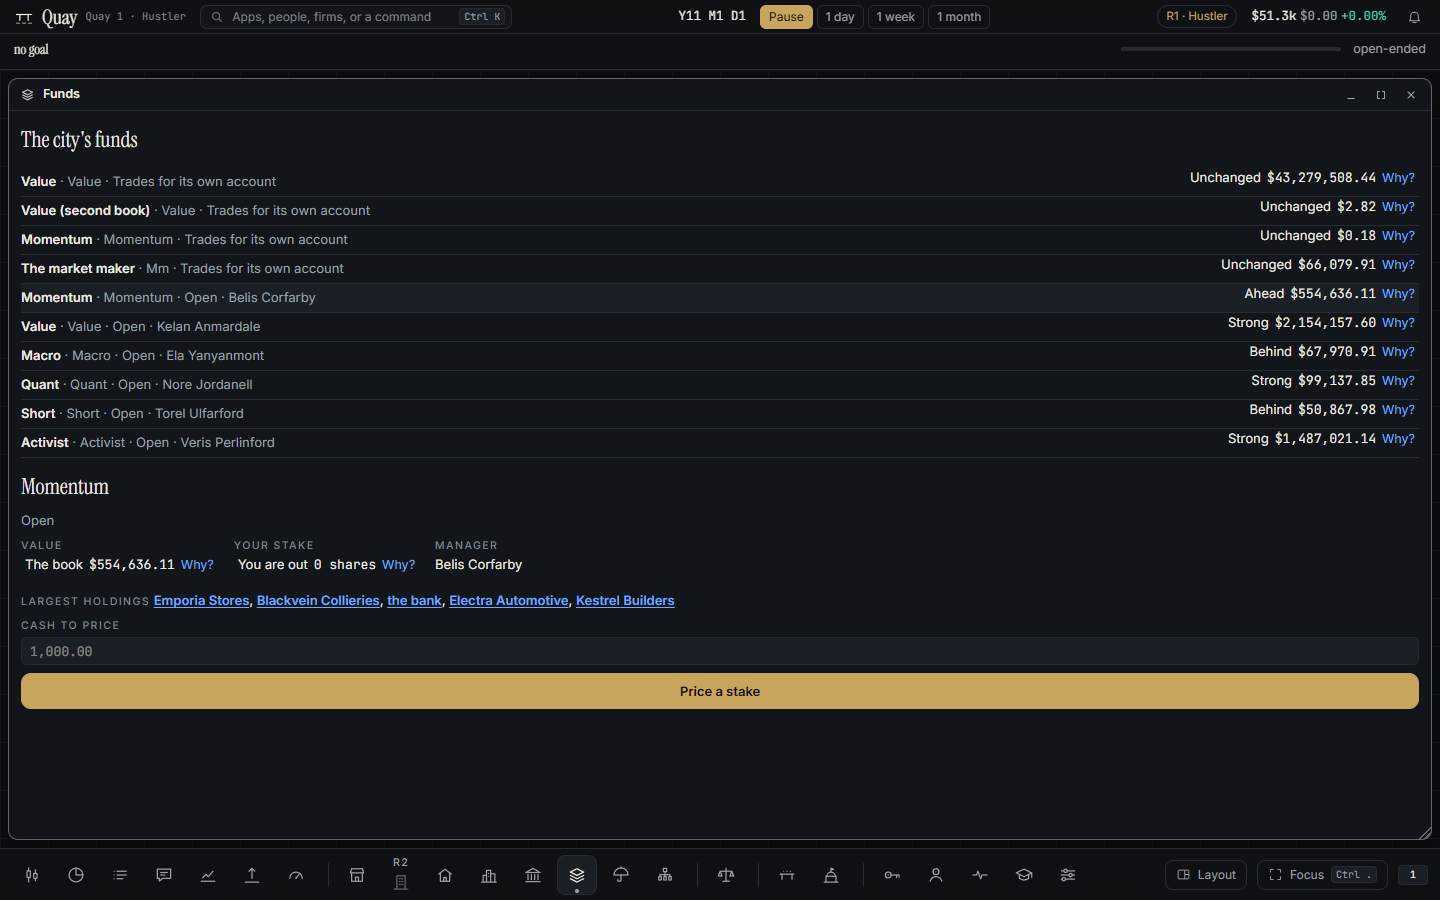 Quay Quay 1 · Hustler Apps, people, firms, or a command Ctrl K Y11 M1 D1 Pause 1 day 1 week 1 month R1 · Hustler $51.3k $0.00 +0.00%
no goal open-ended
Funds
The city's funds
Value · Value · Trades for its own account Unchanged $43,279,508.44 Why?
Value (second book) · Value · Trades for its own account Unchanged $2.82 Why?
Momentum · Momentum · Trades for its own account Unchanged $0.18 Why?
The market maker · Mm · Trades for its own account Unchanged $66,079.91 Why?
Momentum · Momentum · Open · Belis Corfarby Ahead $554,636.11 Why?
Value · Value · Open · Kelan Anmardale Strong $2,154,157.60 Why?
Macro · Macro · Open · Ela Yanyanmont Behind $67,970.91 Why?
Quant · Quant · Open · Nore Jordanell Strong $99,137.85 Why?
Short · Short · Open · Torel Ulfarford Behind $50,867.98 Why?
Activist · Activist · Open · Veris Perlinford Strong $1,487,021.14 Why?
Momentum
Open
VALUE YOUR STAKE MANAGER
The book $554,636.11 Why? You are out 0 shares Why? Belis Corfarby
LARGEST HOLDINGS Emporia Stores, Blackvein Collieries, the bank, Electra Automotive, Kestrel Builders
CASH TO PRICE
1,000.00
Price a stake
R2
Layout Focus Ctrl . 1